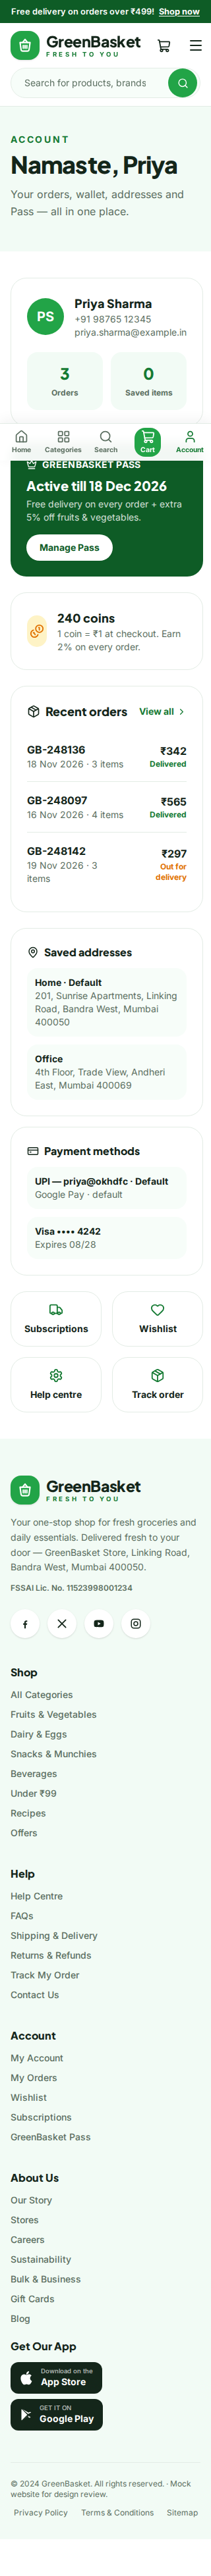 Free delivery on orders over ₹499! Shop now
GreenBasket
FRESH TO YOU
Search for products, brands
ACCOUNT
Namaste, Priya
Your orders, wallet, addresses and
Pass — all in one place.
PS
Priya Sharma
+91 98765 12345
priya.sharma@example.in
3
Orders
0
Saved items
Home
Categories
Search
Cart
Account
GREENBASKET PASS
Active till 18 Dec 2026
Free delivery on every order + extra
5% off fruits & vegetables.
Manage Pass
240 coins
1 coin = ₹1 at checkout. Earn
2% on every order.
Recent orders
View all
GB-248136
18 Nov 2026 · 3 items
₹342
Delivered
GB-248097
16 Nov 2026 · 4 items
₹565
Delivered
GB-248142
19 Nov 2026 · 3
items
₹297
Out for
delivery
Saved addresses
Home · Default
201, Sunrise Apartments, Linking
Road, Bandra West, Mumbai
400050
Office
4th Floor, Trade View, Andheri
East, Mumbai 400069
Payment methods
UPI — priya@okhdfc · Default
Google Pay · default
Visa •••• 4242
Expires 08/28
Subscriptions
Wishlist
Help centre
Track order
GreenBasket
FRESH TO YOU
Your one-stop shop for fresh groceries and
daily essentials. Delivered fresh to your
door — GreenBasket Store, Linking Road,
Bandra West, Mumbai 400050.
FSSAI Lic. No. 11523998001234
Shop
All Categories
Fruits & Vegetables
Dairy & Eggs
Snacks & Munchies
Beverages
Under ₹99
Recipes
Offers
Help
Help Centre
FAQs
Shipping & Delivery
Returns & Refunds
Track My Order
Contact Us
Account
My Account
My Orders
Wishlist
Subscriptions
GreenBasket Pass
About Us
Our Story
Stores
Careers
Sustainability
Bulk & Business
Gift Cards
Blog
Get Our App
Download on the
App Store
GET IT ON
Google Play
© 2024 GreenBasket. All rights reserved. · Mock
website for design review.
Privacy Policy
Terms & Conditions
Sitemap